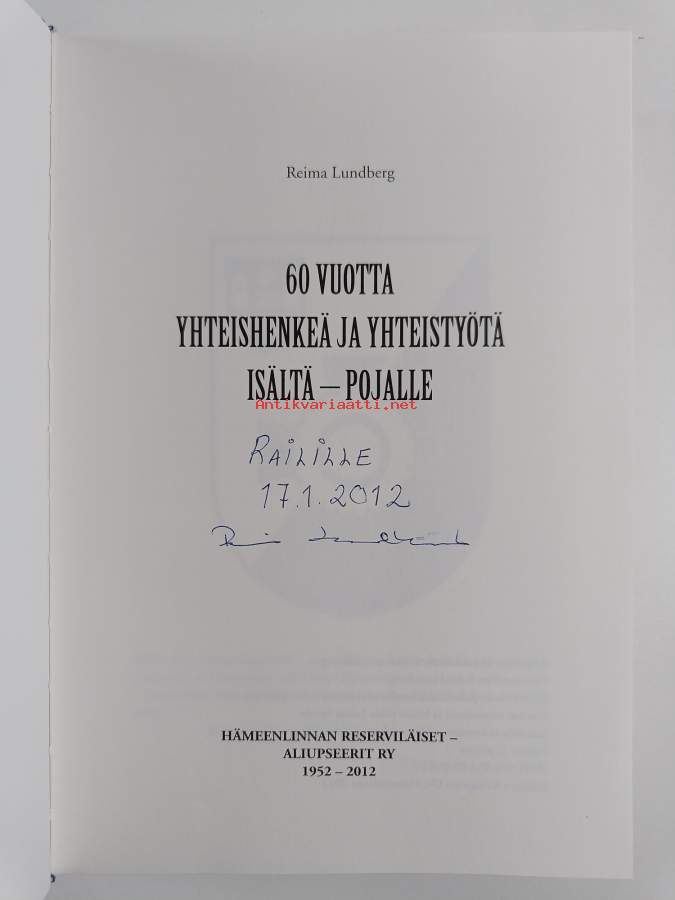 Reima Lundberg
60 VUOTTA
YHTEISHENKEÄ JA YHTEISTYÖTÄ
ISÄLTÄ – POJALLE
Antikvariaatti.net
RAILILLE
17.1.2012
HÄMEENLINNAN RESERVILÄISET –
ALIUPSEERIT RY
1952 – 2012